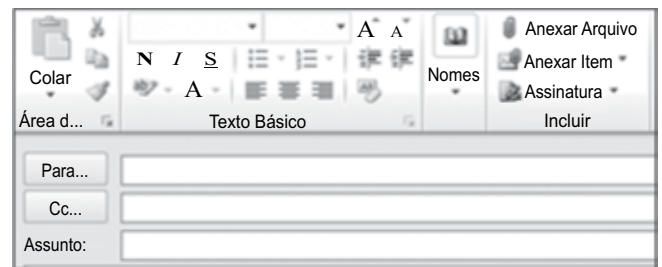 Colar
Área d...
N I S
A
A A
Texto Básico
Nomes
Anexar Arquivo
Anexar Item
Assinatura
Incluir
Para...
Cc...
Assunto: